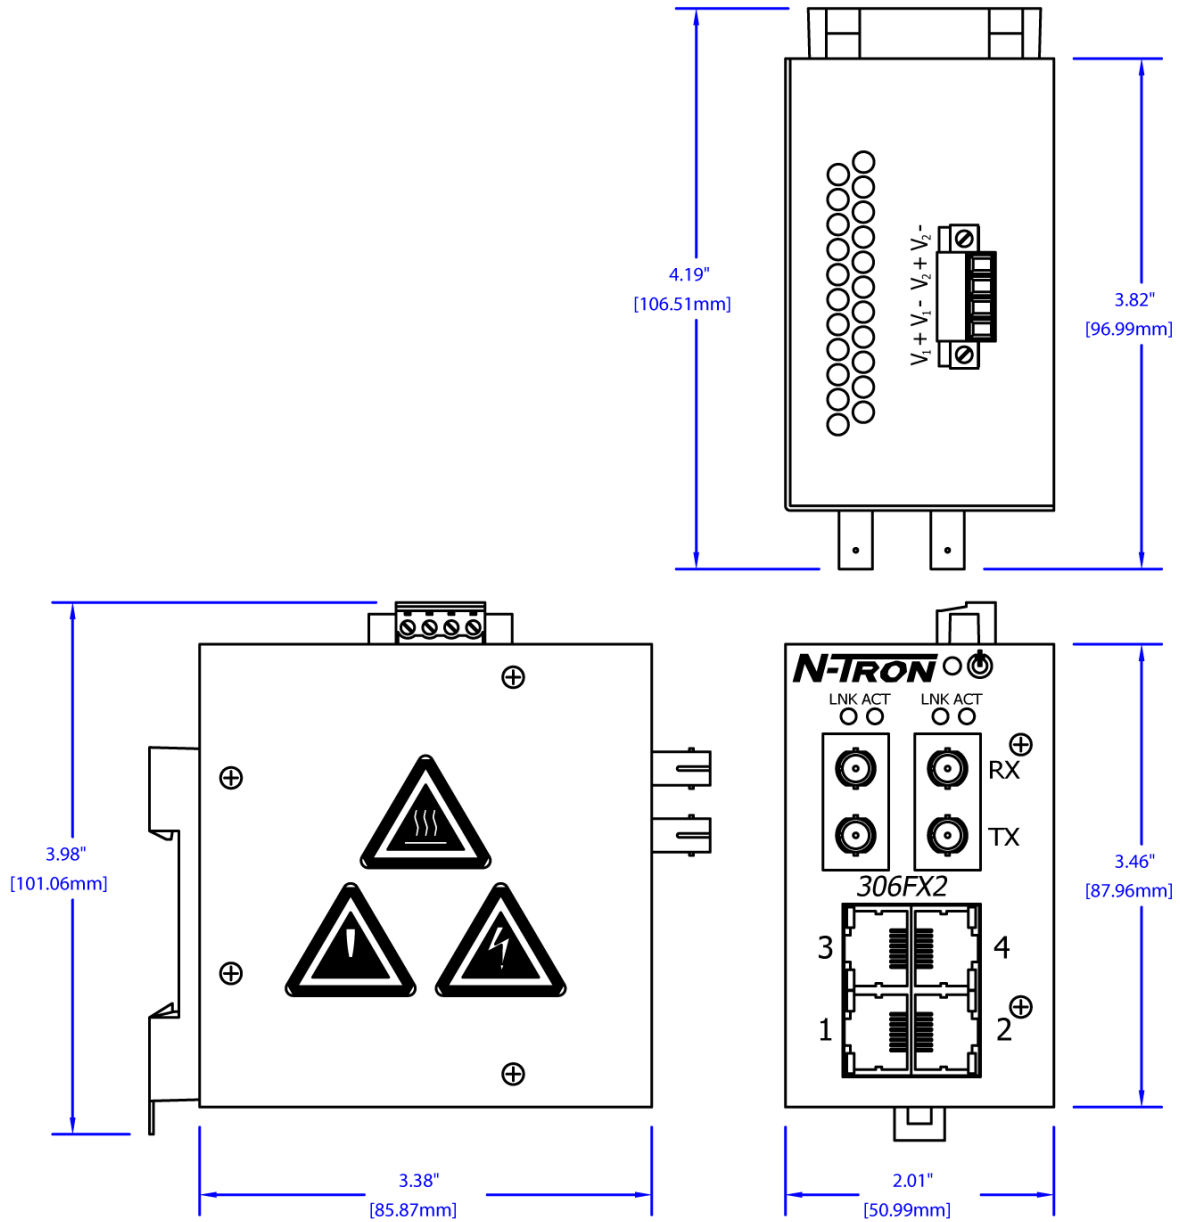 4.19"
[106.51mm]
V₁ + V₁ - V₂ + V₂ -
3.82"
[96.99mm]
N-TRON
LNK ACT
LNK ACT
RX
TX
306FX2
3
4
1
2
3.98"
[101.06mm]
3.46"
[87.96mm]
3.38"
[85.87mm]
2.01"
[50.99mm]